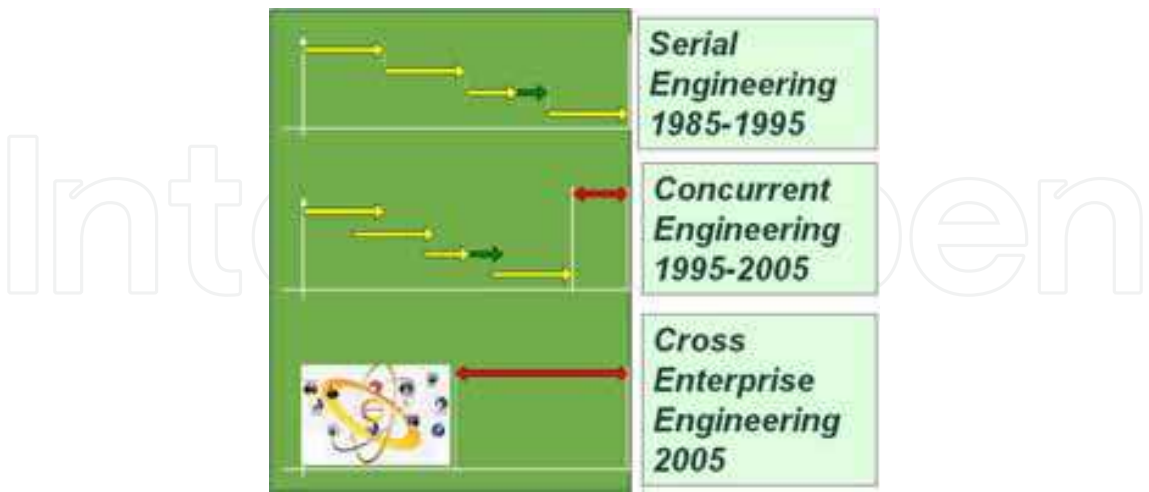 Serial
Engineering
1985-1995
Concurrent
Engineering
1995-2005
Cross
Enterprise
Engineering
2005